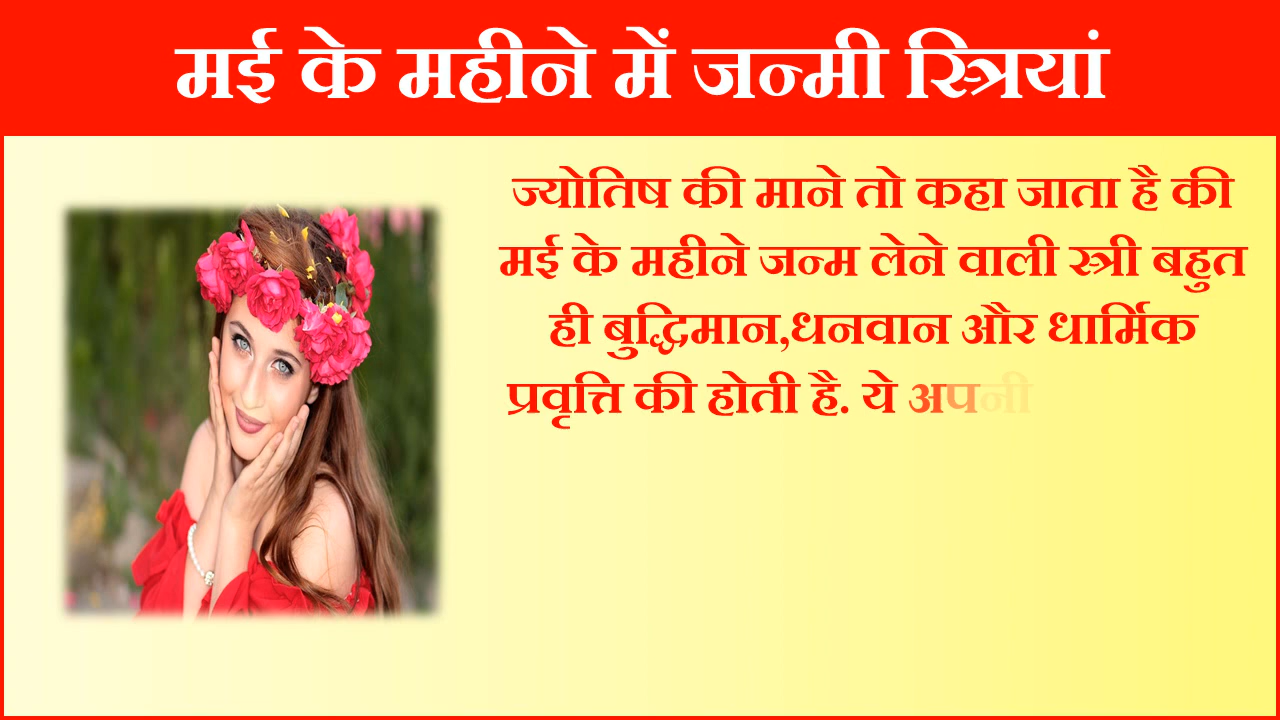 मई के महीने में जन्मी स्त्रियां
ज्योतिष की माने तो कहा जाता है की
मई के महीने जन्म लेने वाली स्त्री बहुत
ही बुद्धिमान,धनवान और धार्मिक
प्रवृत्ति की होती है. ये अपनी